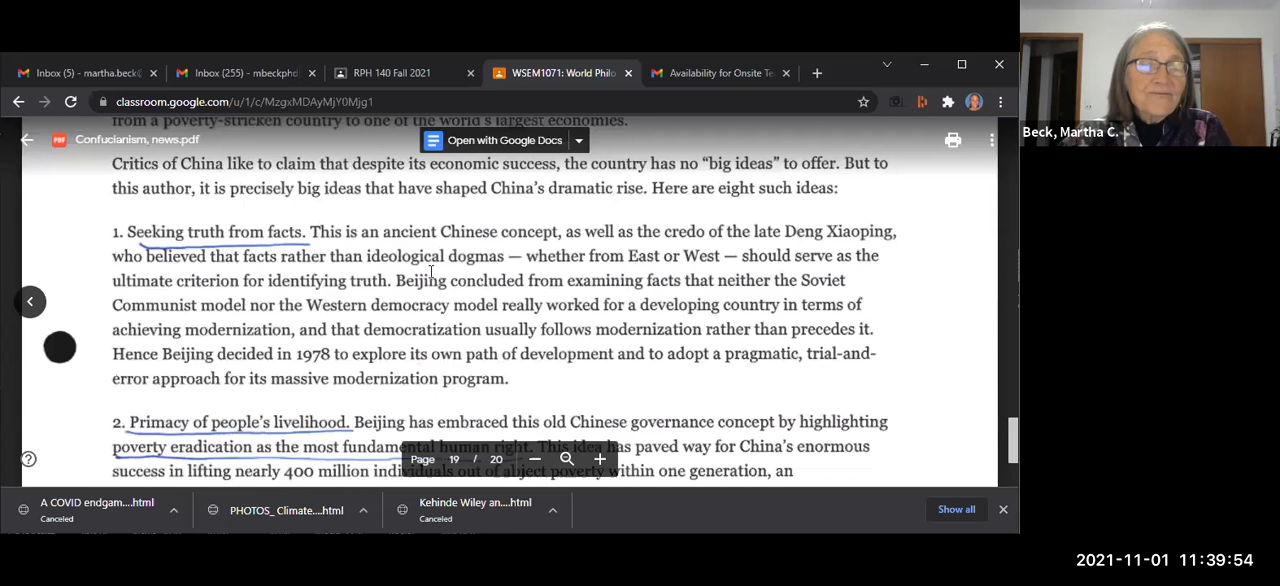 Inbox (5) - martha.beck@
Inbox (255) - mbeckphd
RPH 140 Fall 2021
WSEM1071: World Philo
Availability for Onsite Te
classroom.google.com/u/1/c/MzgxMDAyMjY0Mjg1
Beck, Martha C.
from a poverty-stricken country to one of the world's largest economies.
Confucianism, news.pdf
Open with Google Docs
Critics of China like to claim that despite its economic success, the country has no “big ideas” to offer. But to
this author, it is precisely big ideas that have shaped China’s dramatic rise. Here are eight such ideas:
1. Seeking truth from facts. This is an ancient Chinese concept, as well as the credo of the late Deng Xiaoping,
who believed that facts rather than ideological dogmas — whether from East or West — should serve as the
ultimate criterion for identifying truth. Beijing concluded from examining facts that neither the Soviet
Communist model nor the Western democracy model really worked for a developing country in terms of
achieving modernization, and that democratization usually follows modernization rather than precedes it.
Hence Beijing decided in 1978 to explore its own path of development and to adopt a pragmatic, trial-and-
error approach for its massive modernization program.
2. Primacy of people’s livelihood. Beijing has embraced this old Chinese governance concept by highlighting
poverty eradication as the most fundamental human right. This idea has paved way for China’s enormous
Page 19 / 20
success in lifting nearly 400 million individuals out of abject poverty within one generation, an
A COVID endgam....html
Canceled
PHOTOS_ Climate....html
Kehinde Wiley an....html
Canceled
Show all
2021-11-01 11:39:54